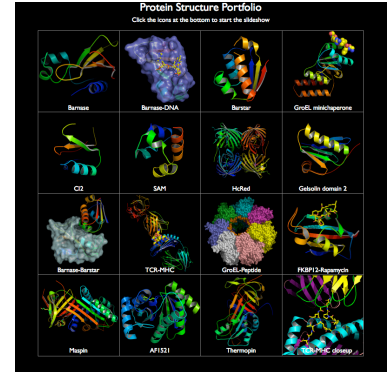 Protein Structure Portfolio
Click the icons at the bottom to start the slideshow
Barnase
Barnase-DNA
Barstar
GroEL minichaperone
CI2
SAM
HcRed
Gelsolin domain 2
Barnase-Barstar
TCR-MHC
GroEL-Peptide
FKBP12-Rapamycin
Maspin
AF1521
Thermopin
TCR-MHC closeup